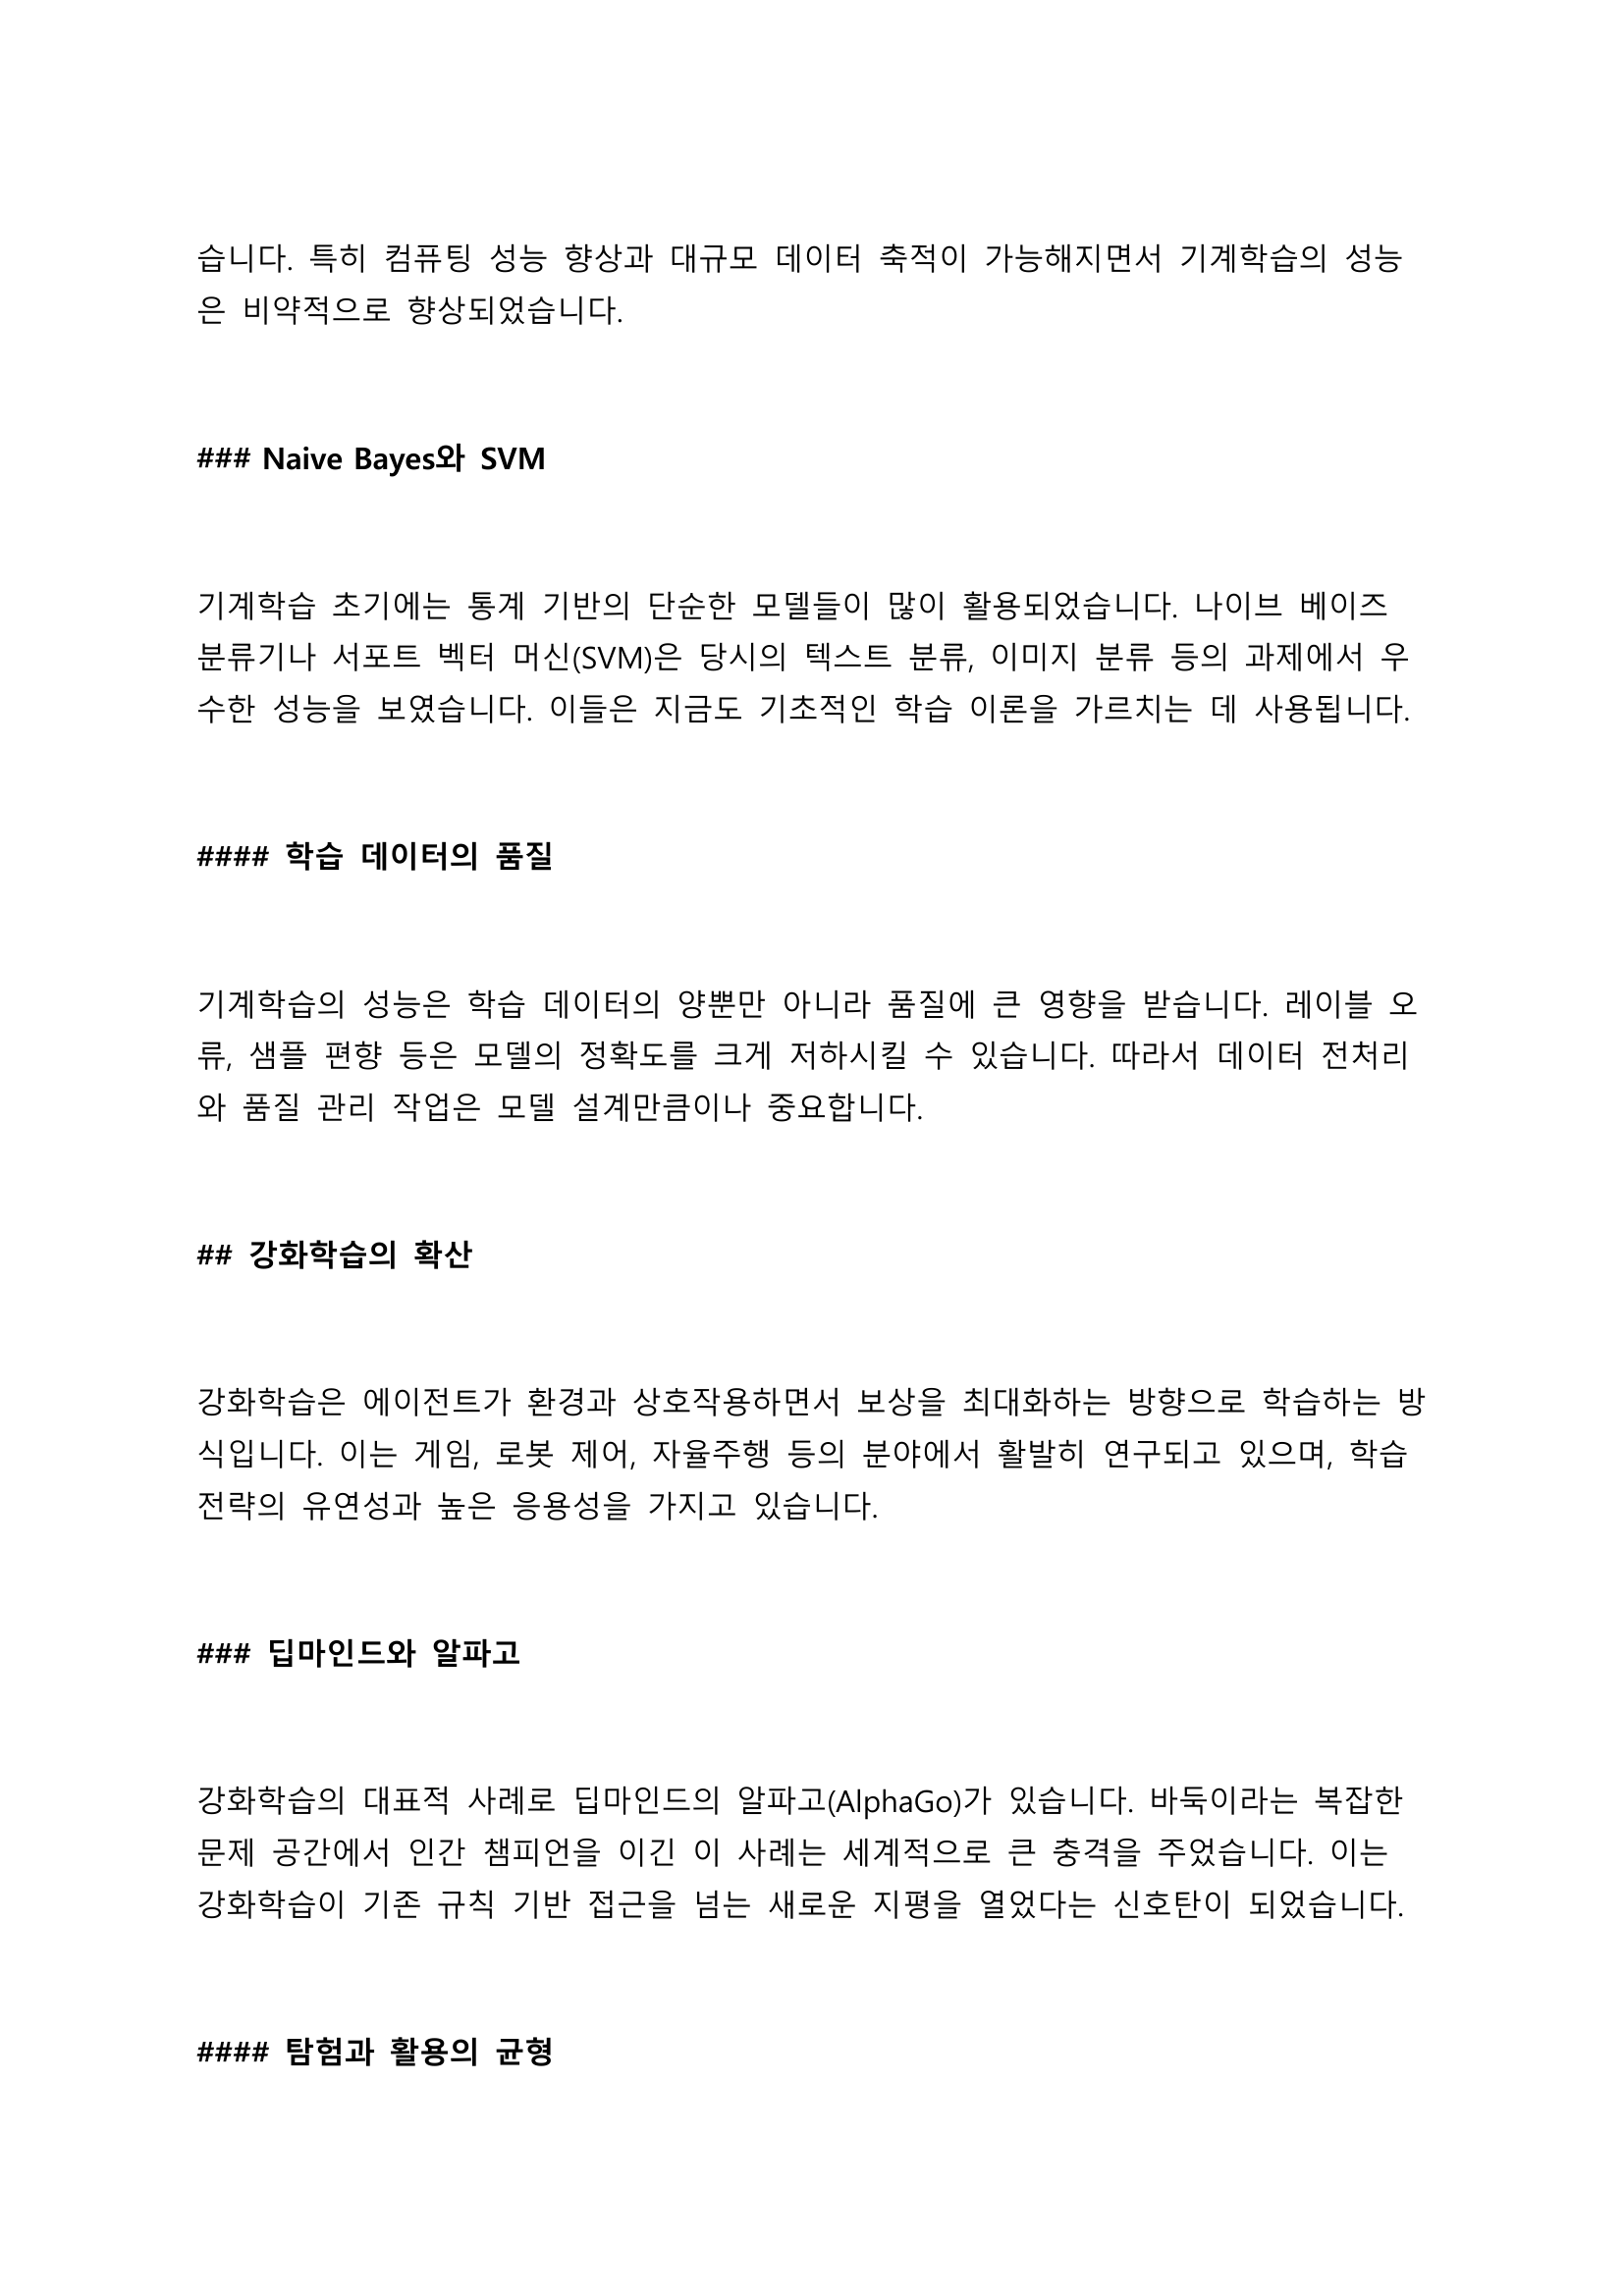 습니다. 특히 컴퓨팅 성능 향상과 대규모 데이터 축적이 가능해지면서 기계학습의 성능
은 비약적으로 향상되었습니다.
### Naive Bayes와 SVM
기계학습 초기에는 통계 기반의 단순한 모델들이 많이 활용되었습니다. 나이브 베이즈
분류기나 서포트 벡터 머신(SVM)은 당시의 텍스트 분류, 이미지 분류 등의 과제에서 우
수한 성능을 보였습니다. 이들은 지금도 기초적인 학습 이론을 가르치는 데 사용됩니다.
#### 학습 데이터의 품질
기계학습의 성능은 학습 데이터의 양뿐만 아니라 품질에 큰 영향을 받습니다. 레이블 오
류, 샘플 편향 등은 모델의 정확도를 크게 저하시킬 수 있습니다. 따라서 데이터 전처리
와 품질 관리 작업은 모델 설계만큼이나 중요합니다.
## 강화학습의 확산
강화학습은 에이전트가 환경과 상호작용하면서 보상을 최대화하는 방향으로 학습하는 방
식입니다. 이는 게임, 로봇 제어, 자율주행 등의 분야에서 활발히 연구되고 있으며, 학습
전략의 유연성과 높은 응용성을 가지고 있습니다.
### 딥마인드와 알파고
강화학습의 대표적 사례로 딥마인드의 알파고(AlphaGo)가 있습니다. 바둑이라는 복잡한
문제 공간에서 인간 챔피언을 이긴 이 사례는 세계적으로 큰 충격을 주었습니다. 이는
강화학습이 기존 규칙 기반 접근을 넘는 새로운 지평을 열었다는 신호탄이 되었습니다.
#### 탐험과 활용의 균형